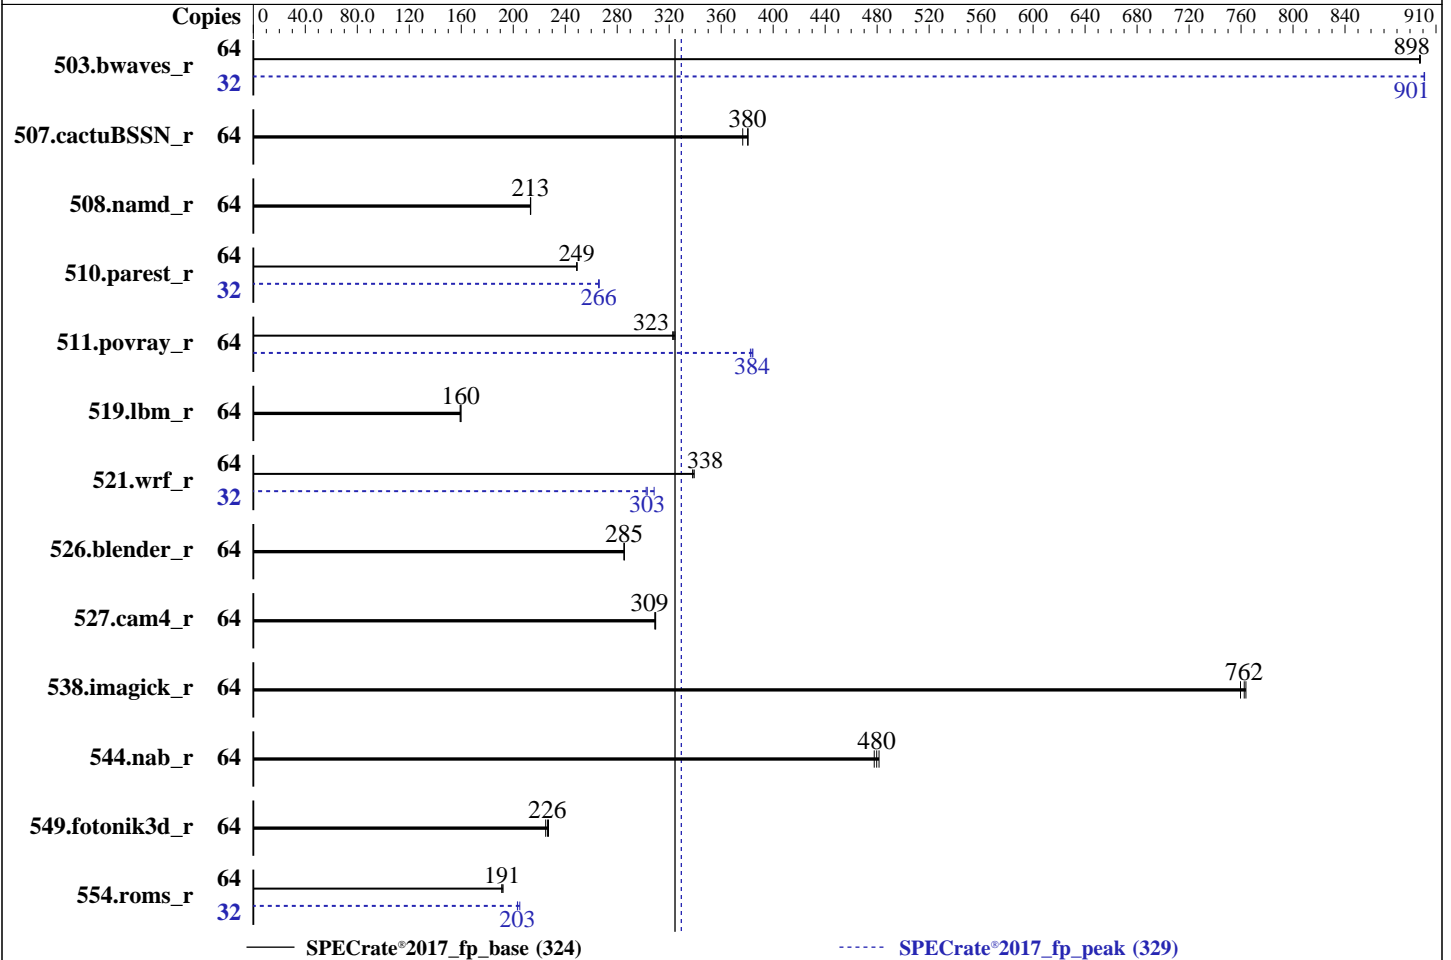 Copies 0 40.0 80.0 120 160 200 240 280 320 360 400 440 480 520 560 600 640 680 720 760 800 840 910
503.bwaves_r 64 898
32 901
507.cactuBSSN_r 64 380
508.namd_r 64 213
510.parest_r 64 249
32 266
511.povray_r 64 323
384
519.lbm_r 64 160
521.wrf_r 64 338
32 303
526.blender_r 64 285
527.cam4_r 64 309
538.imagick_r 64 762
544.nab_r 64 480
549.fotonik3d_r 64 226
554.roms_r 64 191
32 203
SPECrate®2017_fp_base (324) SPECrate®2017_fp_peak (329)